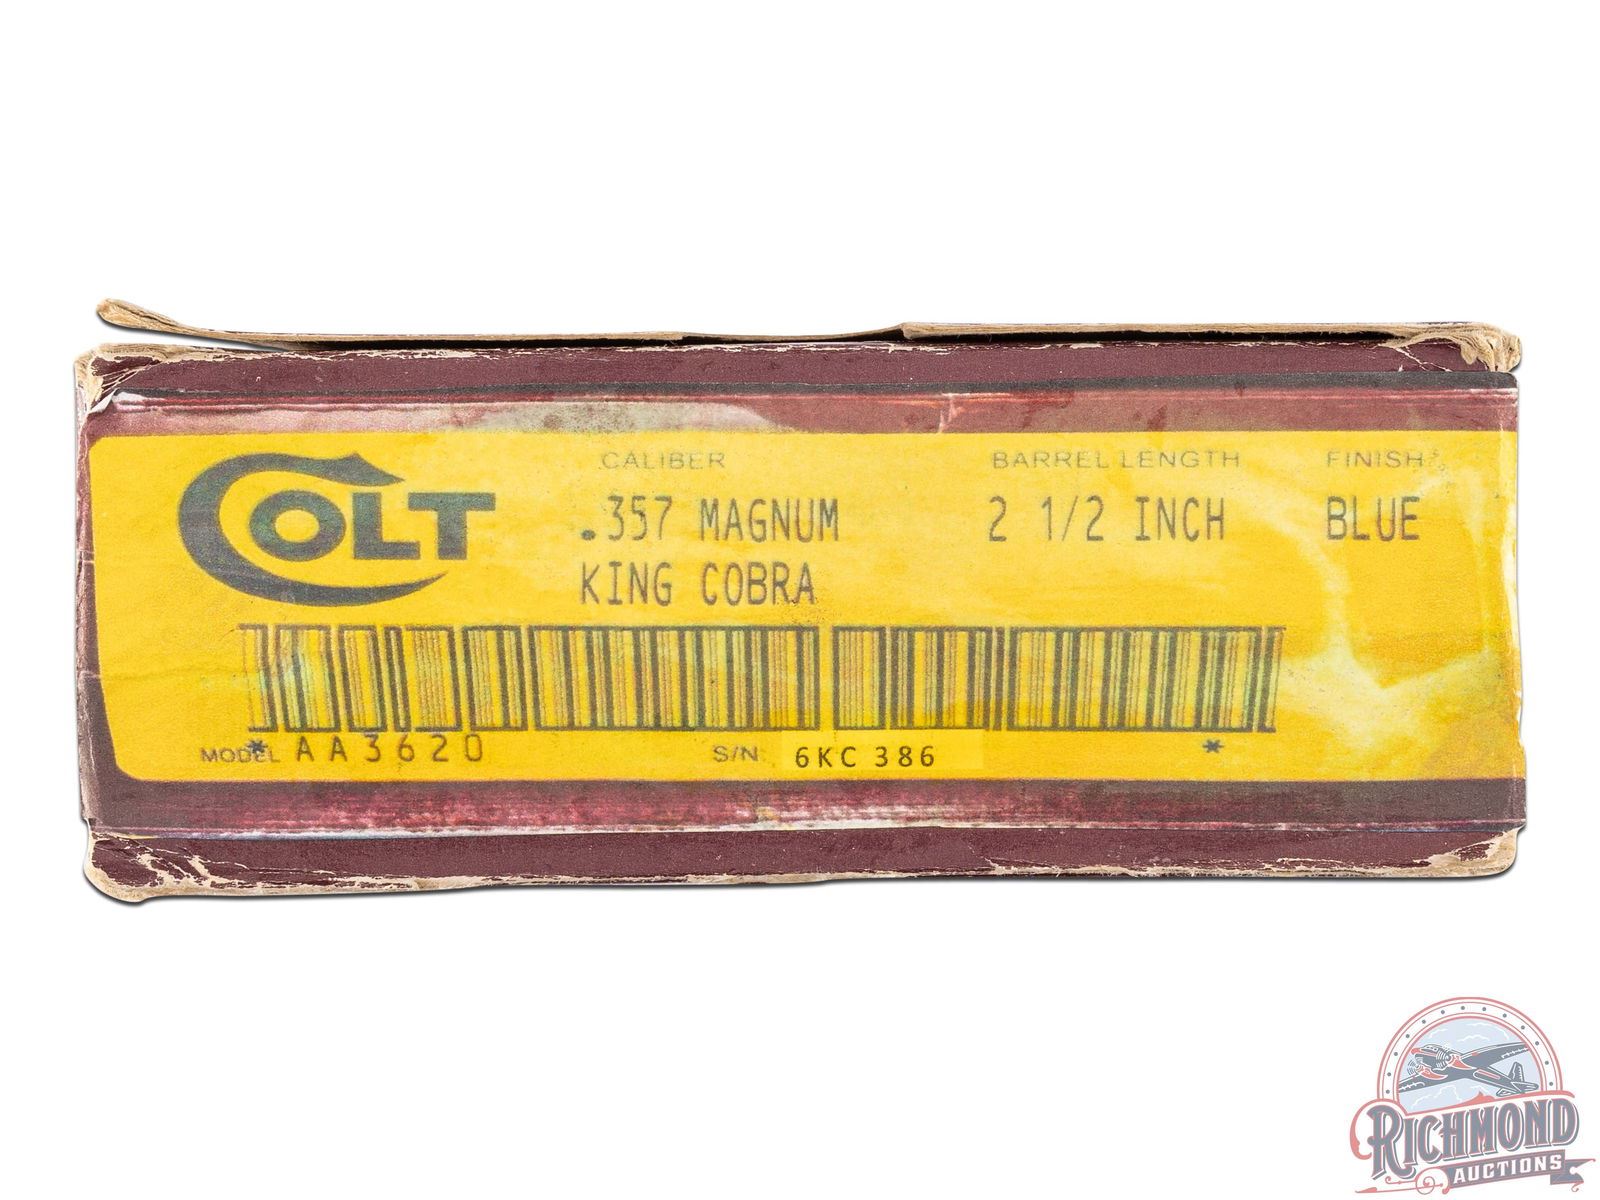 COLT
CALIBER BARREL LENGTH FINISH
.357 MAGNUM 2 1/2 INCH BLUE
KING COBRA
MODEL *AA3620 S/N 6KC 386 *
RICHMOND
AUCTIONS